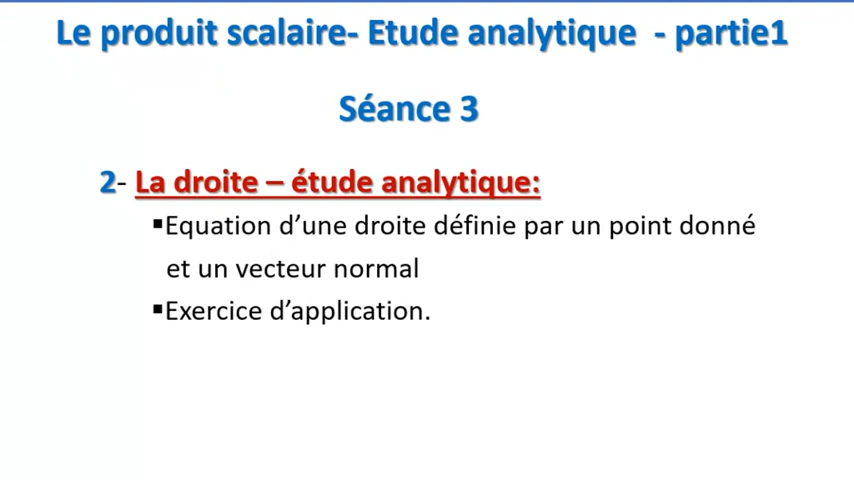 Le produit scalaire- Etude analytique - partie1
Séance 3
2- La droite – étude analytique:
▪Equation d’une droite définie par un point donné
et un vecteur normal
▪Exercice d’application.